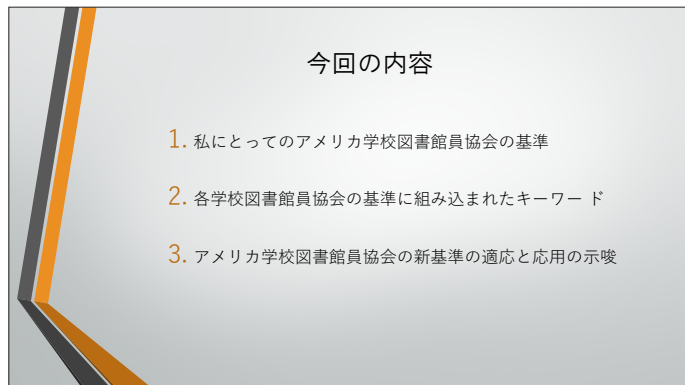 今回の内容
1. 私にとってのアメリカ学校図書館員協会の基準
2. 各学校図書館員協会の基準に組み込まれたキーワー ド
3. アメリカ学校図書館員協会の新基準の適応と応用の示唆